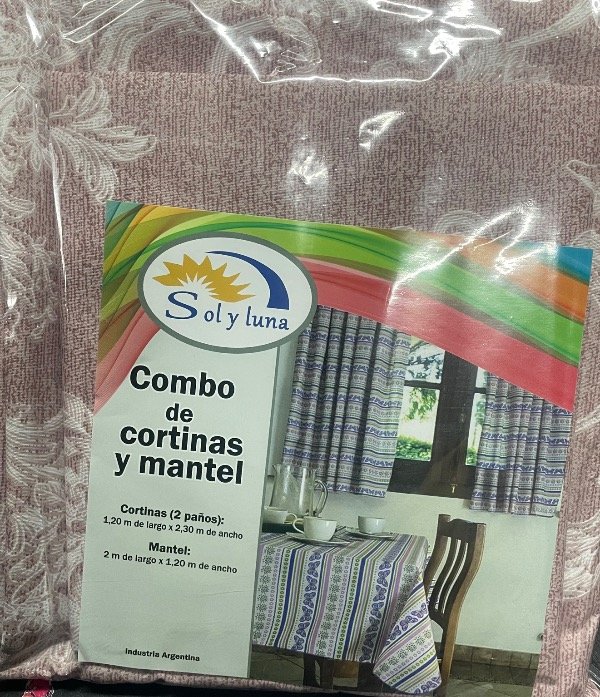 Sol y luna
Combo
de
cortinas
y mantel
Cortinas (2 paños):
1,20 m de largo x 2,30 m de ancho
Mantel:
2 m de largo x 1,20 m de ancho
Industria Argentina